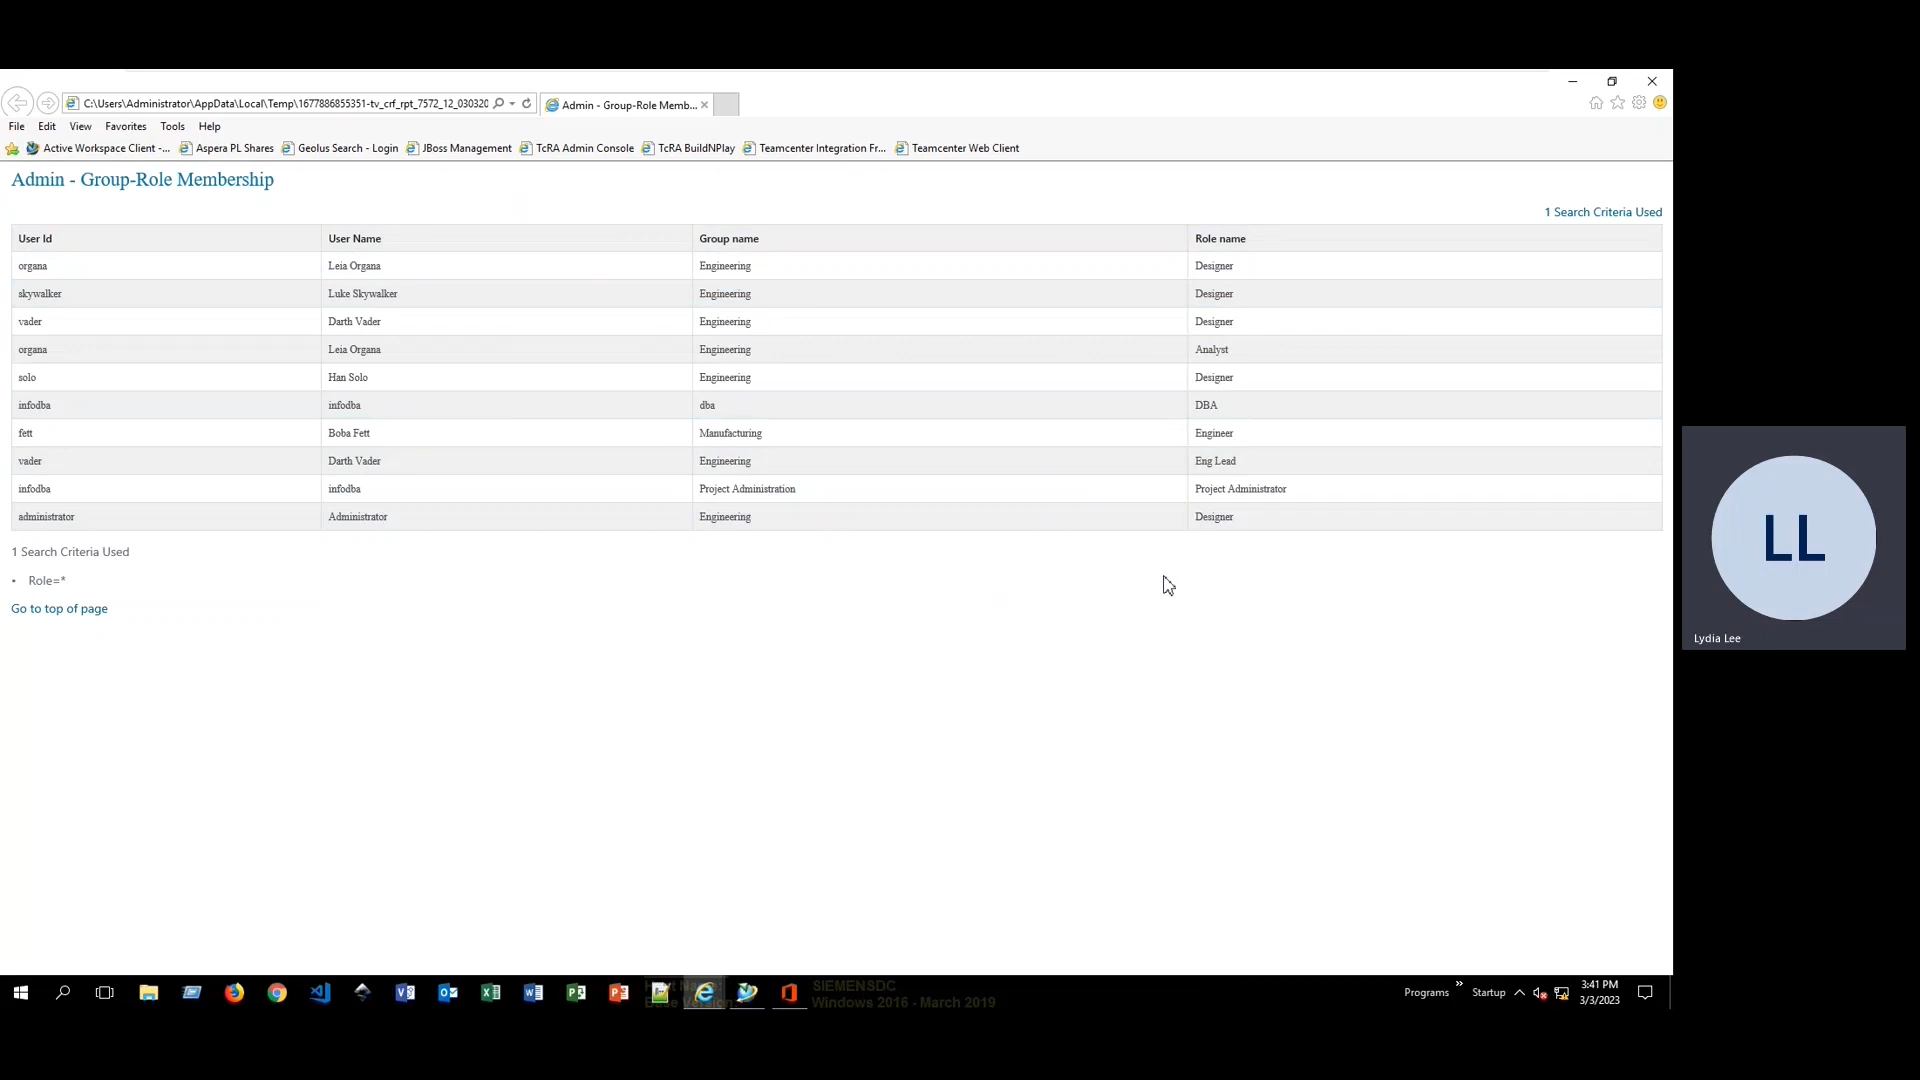 C:\Users\Administrator\AppData\Local\Temp\1677886855351-tv_crf_rpt_7572_12_030320
Admin - Group-Role Memb...
File Edit View Favorites Tools Help
Active Workspace Client -... Aspera PL Shares Geolus Search - Login JBoss Management TcRA Admin Console TcRA BuildNPlay Teamcenter Integration Fr... Teamcenter Web Client
Admin - Group-Role Membership
1 Search Criteria Used
User Id User Name Group name Role name
organa Leia Organa Engineering Designer
skywalker Luke Skywalker Engineering Designer
vader Darth Vader Engineering Designer
organa Leia Organa Engineering Analyst
solo Han Solo Engineering Designer
infodba infodba dba DBA
fett Boba Fett Manufacturing Engineer
vader Darth Vader Engineering Eng Lead
infodba infodba Project Administration Project Administrator
administrator Administrator Engineering Designer
1 Search Criteria Used
• Role=*
Go to top of page
LL
Lydia Lee
SIEMENSDC
Windows 2016 - March 2019
Programs » Startup
3:41 PM
3/3/2023